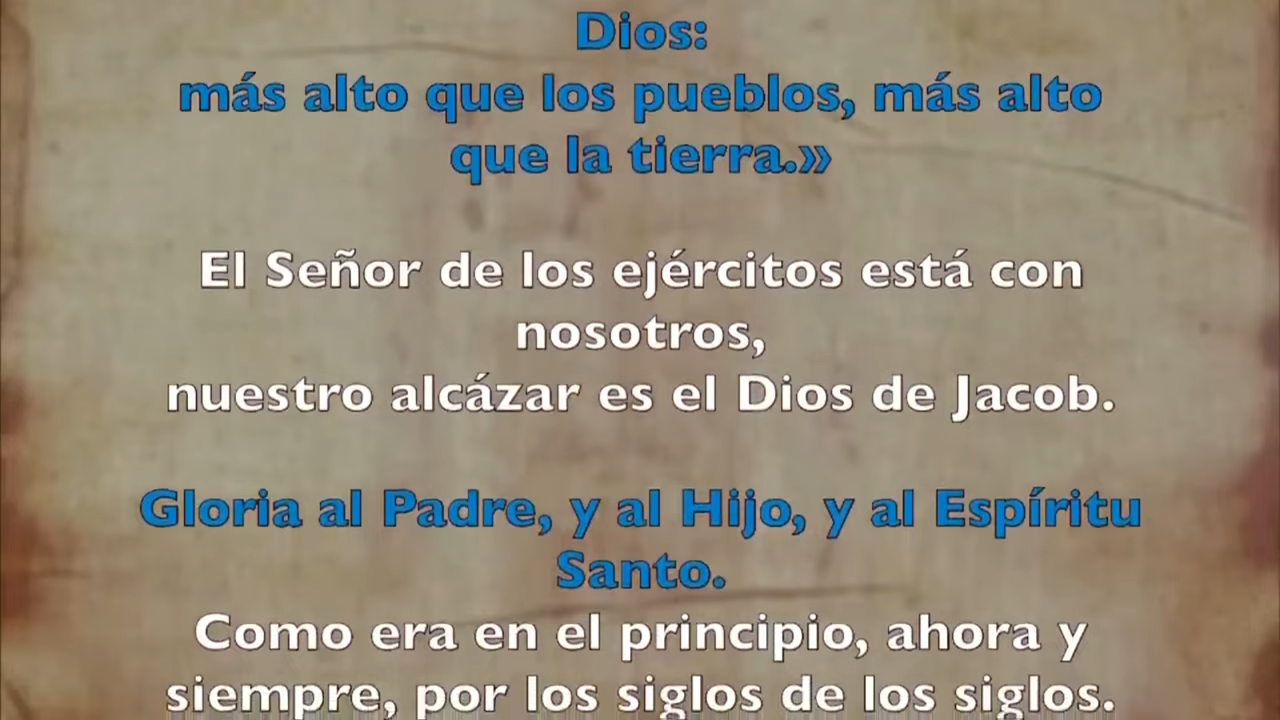 Dios:
más alto que los pueblos, más alto
que la tierra.»
El Señor de los ejércitos está con
nosotros,
nuestro alcázar es el Dios de Jacob.
Gloria al Padre, y al Hijo, y al Espíritu
Santo.
Como era en el principio, ahora y
siempre, por los siglos de los siglos.